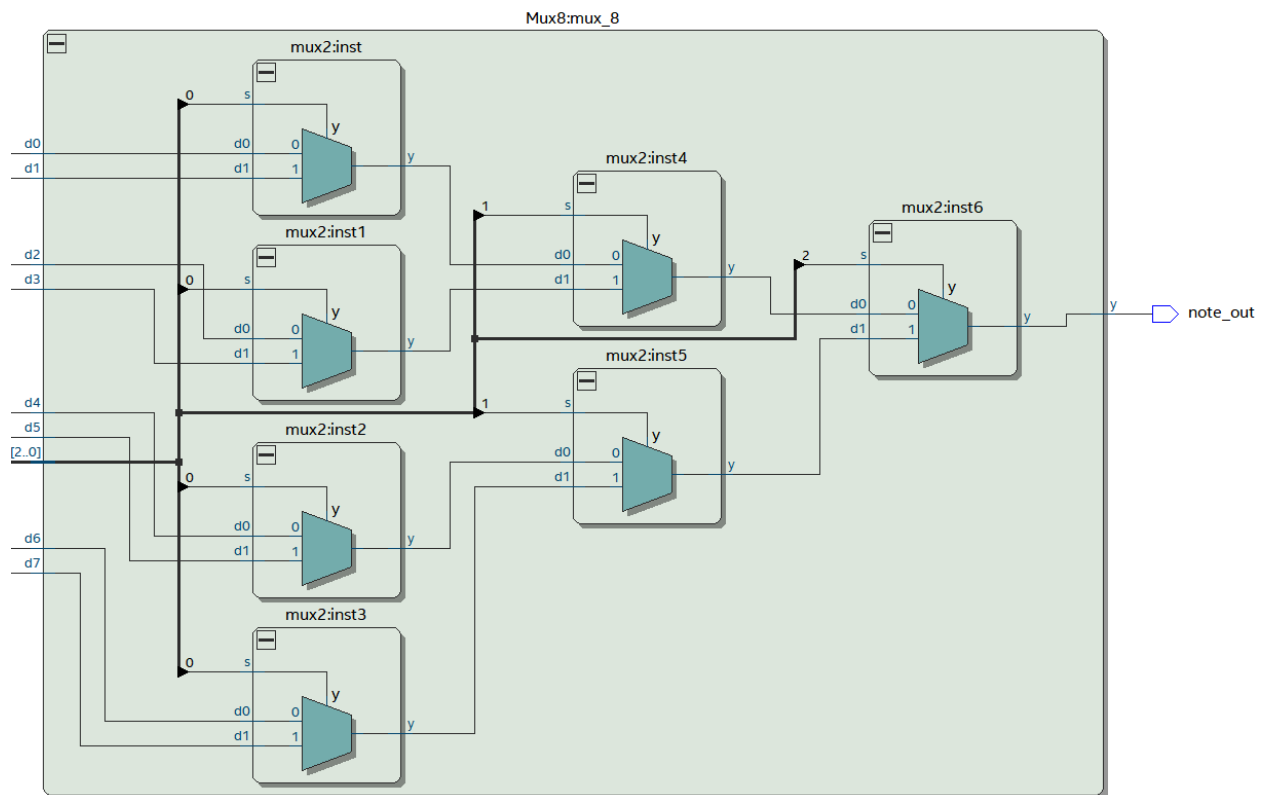 Mux8:mux_8
mux2:inst
0
s
y
d0
d0
0
y
d1
d1
1
mux2:inst4
1
s
y
mux2:inst6
mux2:inst1
2
s
y
d2
d0
0
y
d3
0
s
y
d1
1
d0
0
y
d0
0
y
d1
1
y
note_out
d1
1
mux2:inst5
d4
1
s
y
d5
mux2:inst2
[2..0]
d0
0
y
0
s
y
d1
1
d6
d0
0
y
d7
d1
1
mux2:inst3
0
s
y
d0
0
y
d1
1